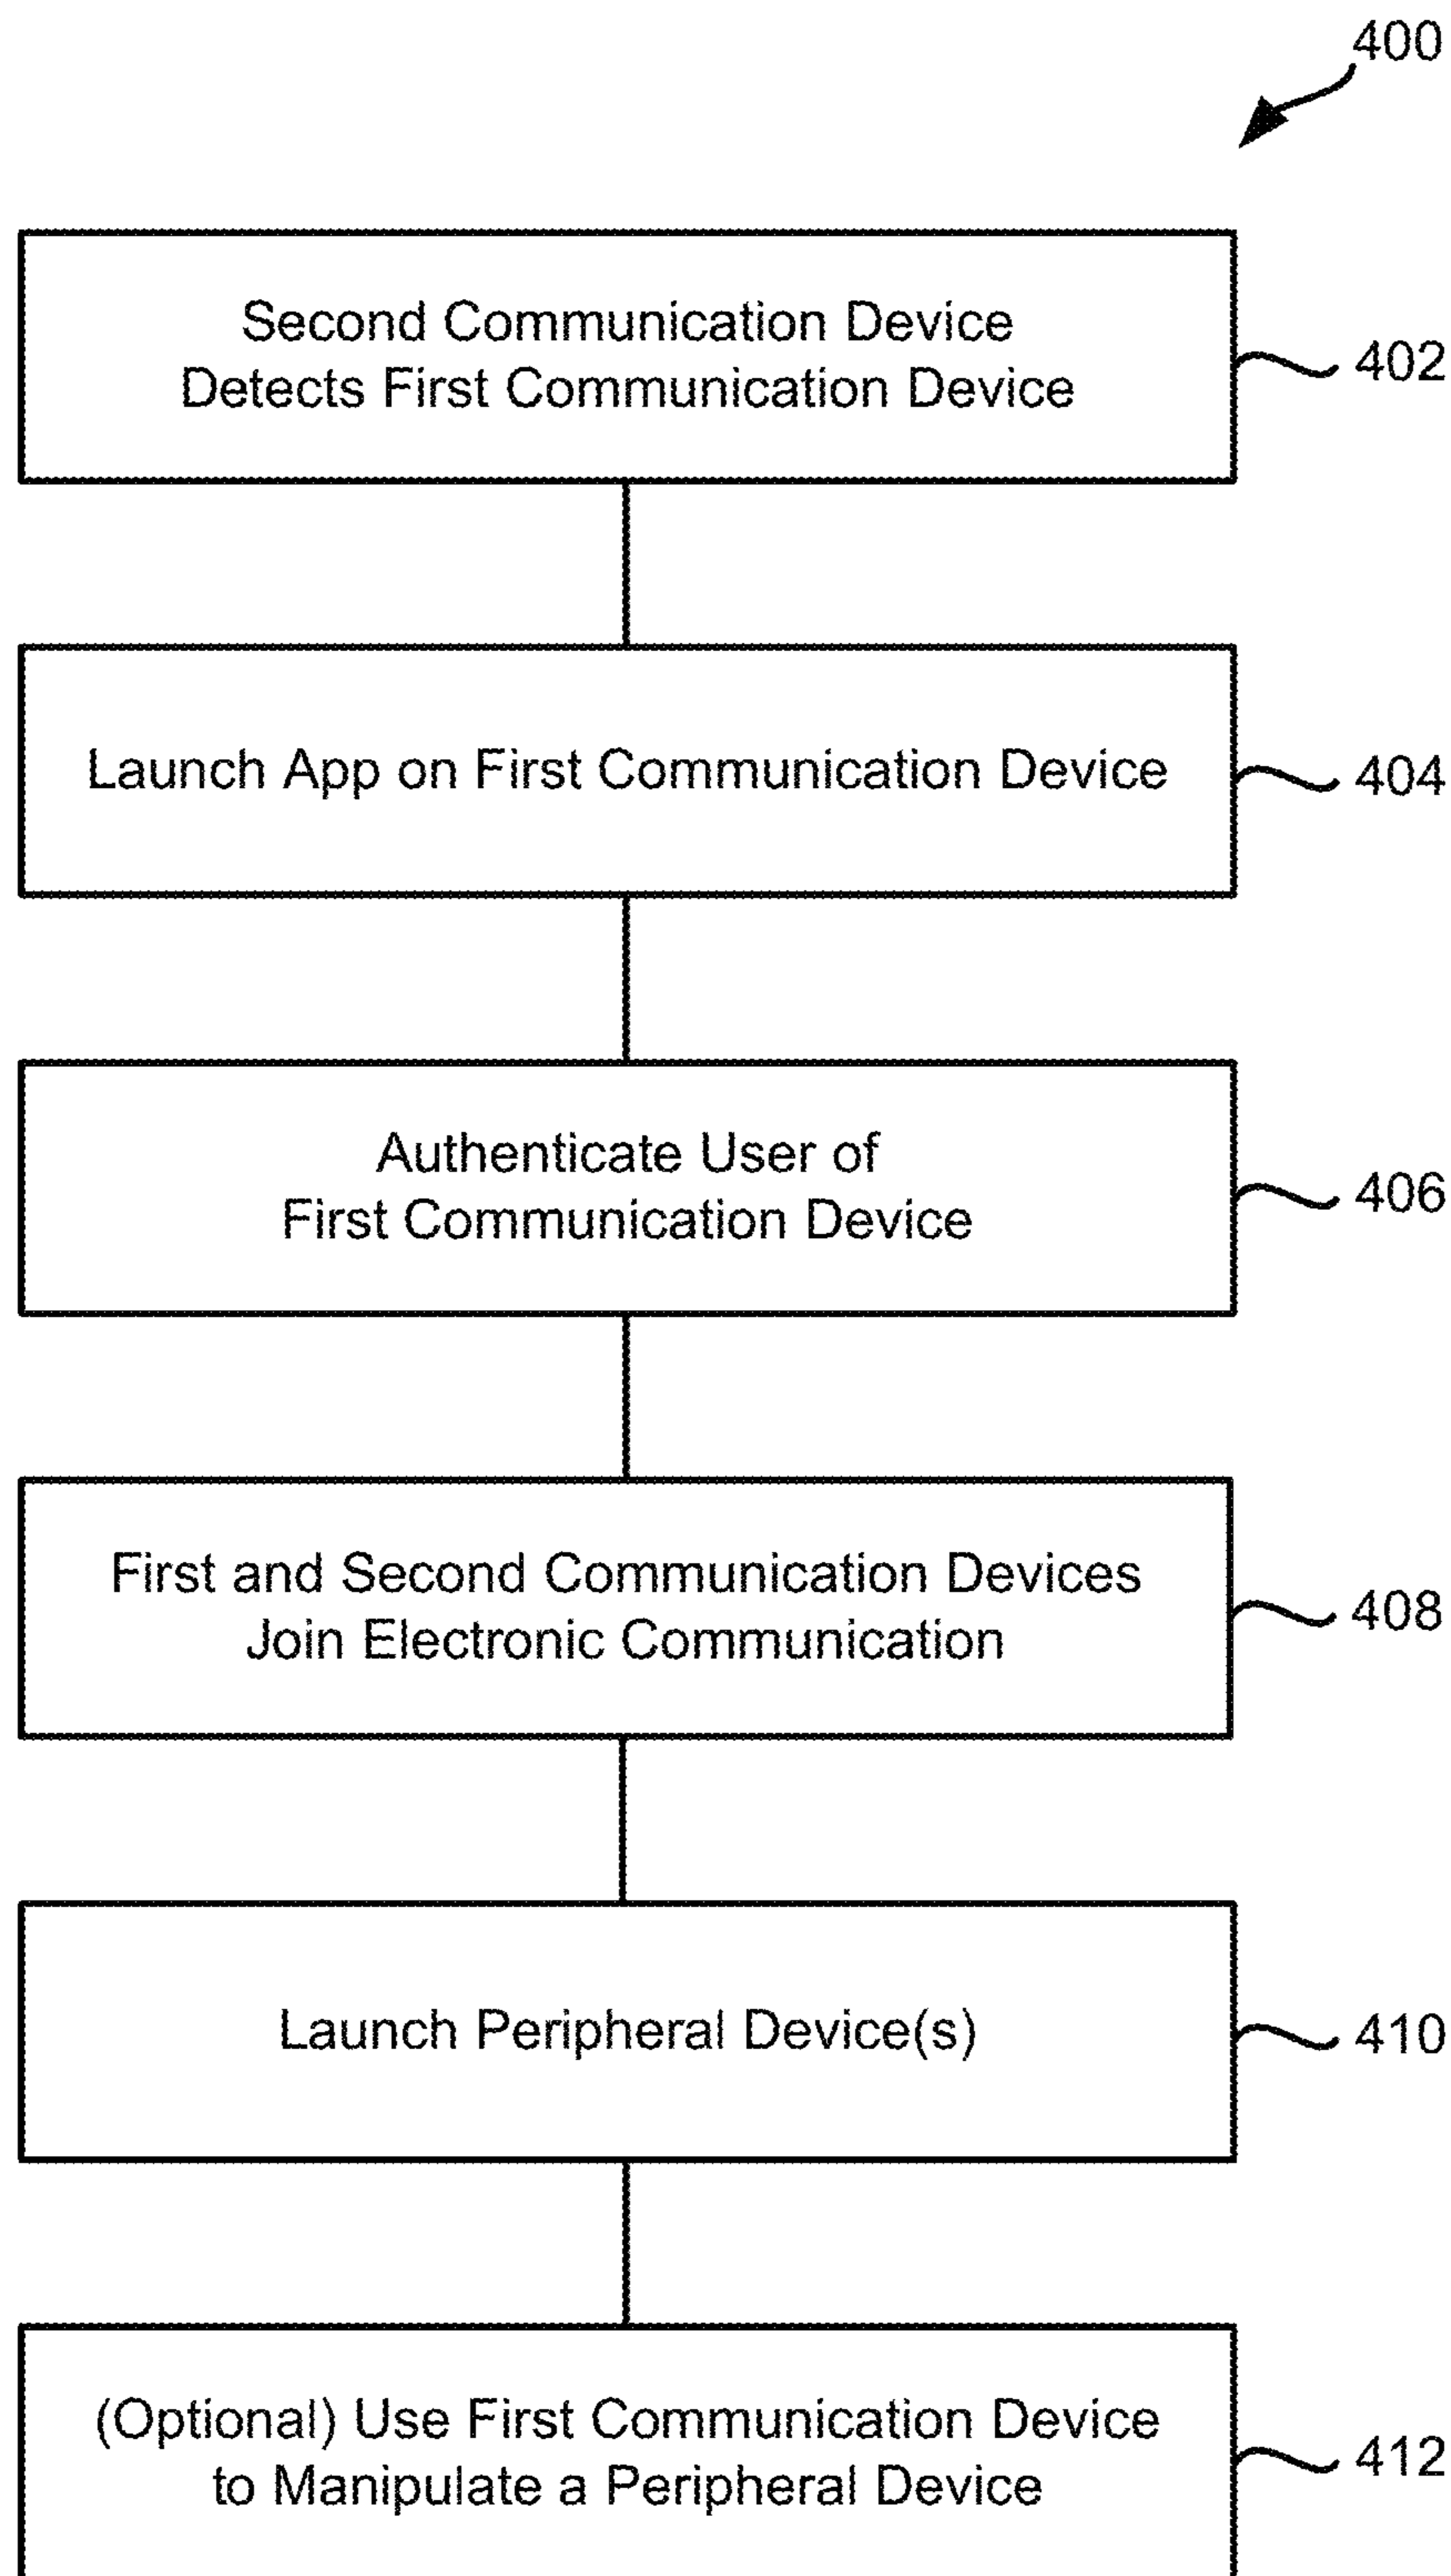 400
Second Communication Device
Detects First Communication Device
402
Launch App on First Communication Device
404
Authenticate User of
First Communication Device
406
First and Second Communication Devices
Join Electronic Communication
408
Launch Peripheral Device(s)
410
(Optional) Use First Communication Device
to Manipulate a Peripheral Device
412